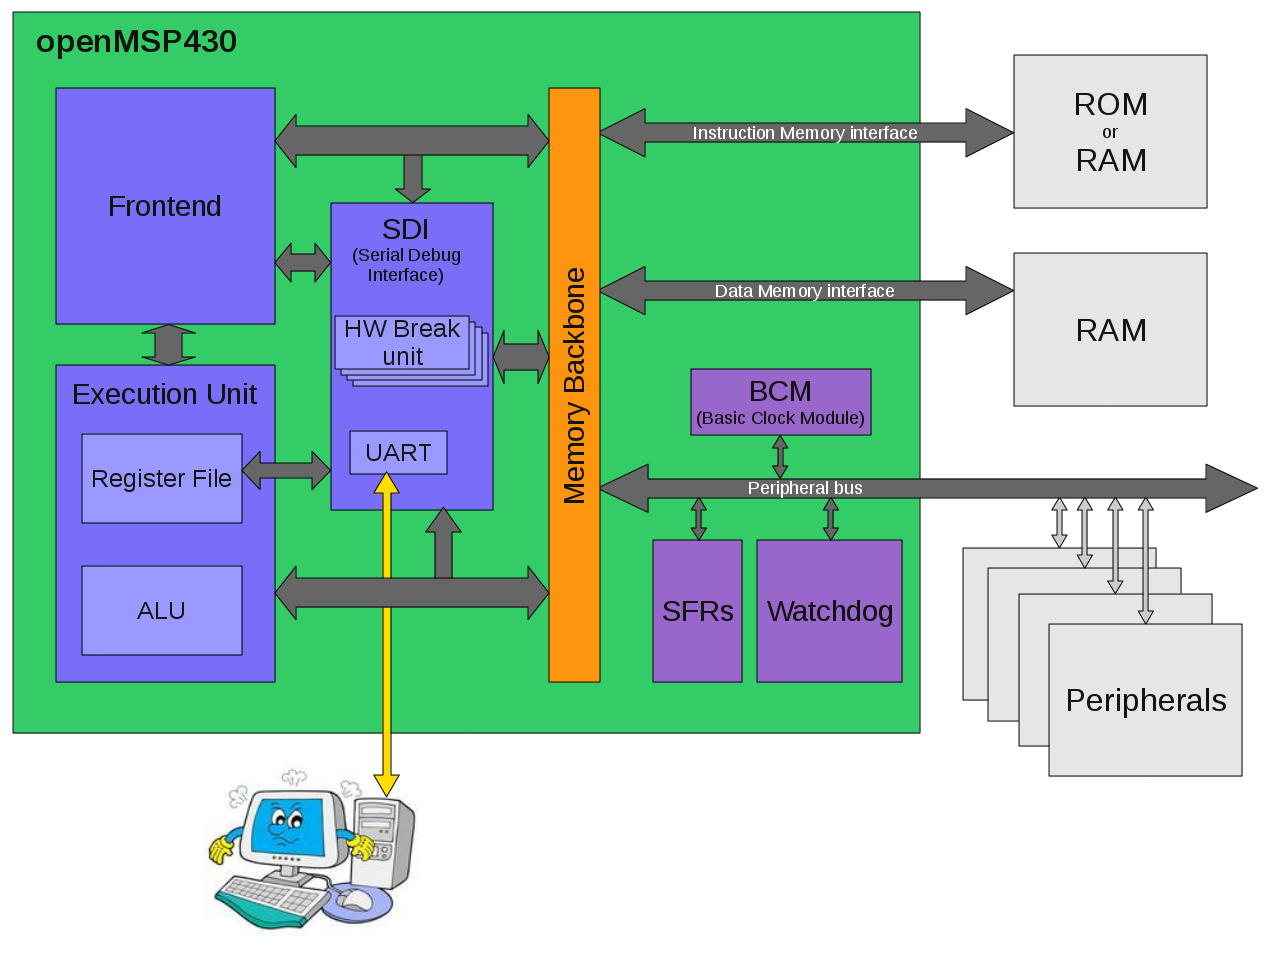 openMSP430
Frontend
SDI
(Serial Debug
Interface)
HW Break
unit
UART
Execution Unit
Register File
ALU
Memory Backbone
Instruction Memory interface
Data Memory interface
BCM
(Basic Clock Module)
Peripheral bus
SFRs
Watchdog
ROM
or
RAM
RAM
Peripherals